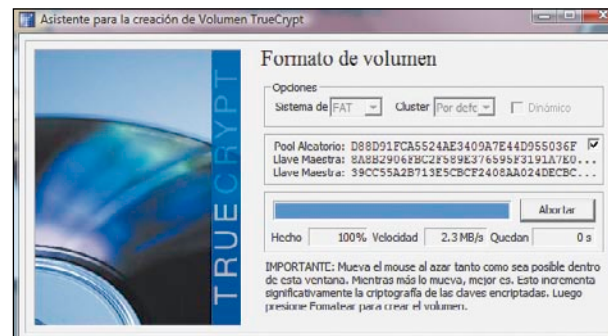 Asistente para la creación de Volumen TrueCrypt
TRUECRYPT
Formato de volumen
Opciones
Sistema de FAT Cluster Por defe Dinámico
Pool Aleatorio: D88D91FCA5524AE3409A7E44D955036F
Llave Maestra: 8A8B2906FBC2F589E376595F3191A7E0...
Llave Maestra: 39CC55A2B713E5CBCF2408AA024DECBC...
Abortar
Hecho 100% Velocidad 2.3 MB/s Quedan 0 s
IMPORTANTE: Mueva el mouse al azar tanto como sea posible dentro
de esta ventana. Mientras más lo mueva, mejor es. Esto incrementa
significativamente la criptografía de las claves encriptadas. Luego
presione Fomatear para crear el volumen.